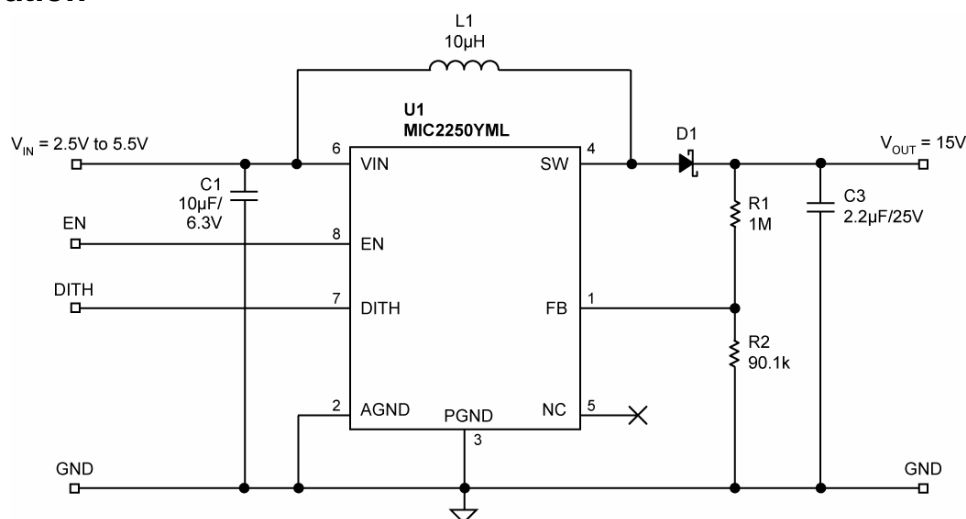 L1
10µH
U1
MIC2250YML
V_IN = 2.5V to 5.5V
D1
V_OUT = 15V
6
VIN
SW
4
C1
10µF/
6.3V
R1
1M
C3
2.2µF/25V
EN
8
EN
DITH
7
DITH
FB
1
R2
90.1k
2
AGND
PGND
NC
5
3
GND
GND